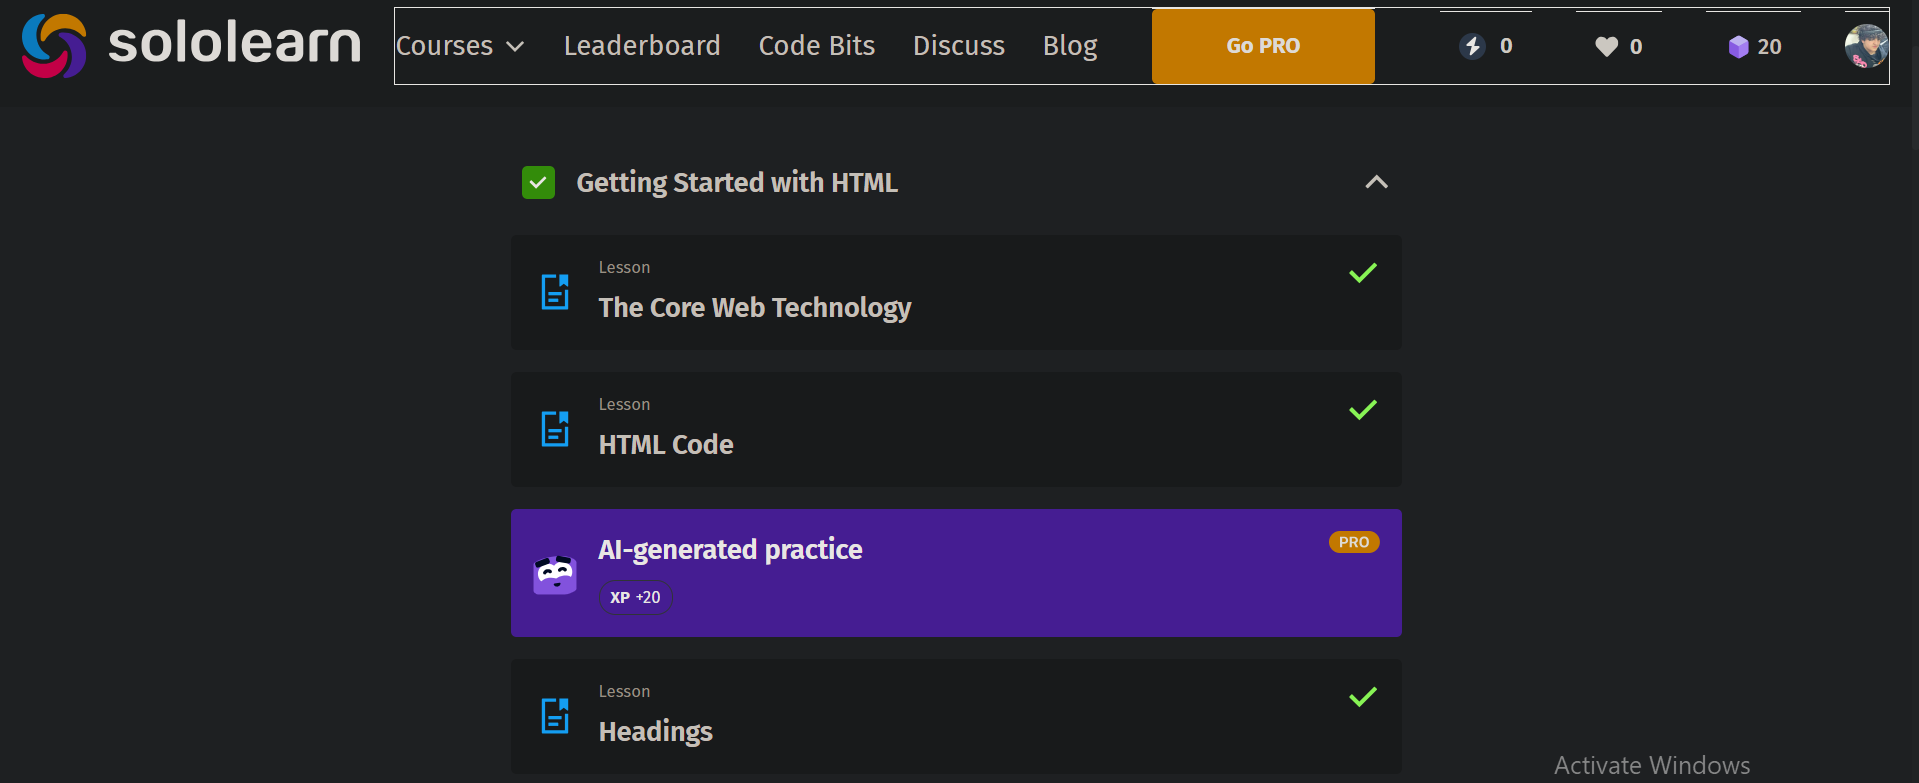 sololearn Courses Leaderboard Code Bits Discuss Blog Go PRO 0 0 20
Getting Started with HTML
Lesson
The Core Web Technology
Lesson
HTML Code
AI-generated practice PRO
XP +20
Lesson
Headings
Activate Windows